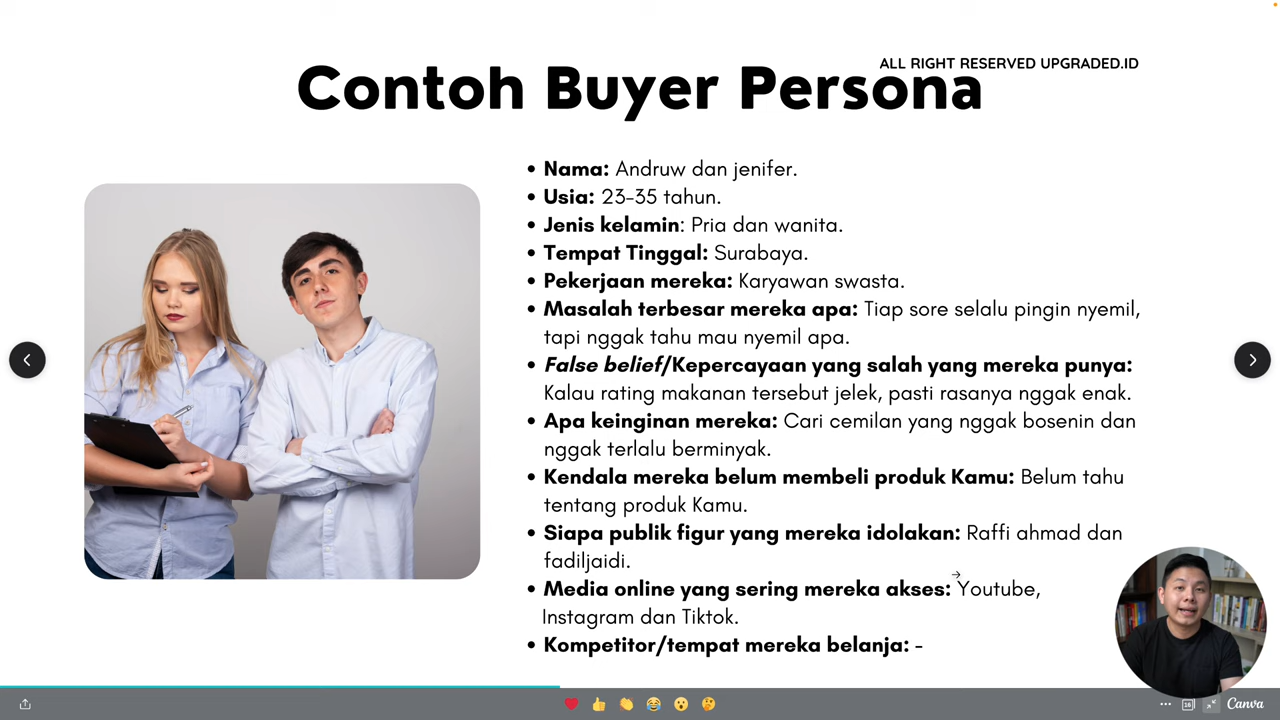 ALL RIGHT RESERVED UPGRADED.ID
Contoh Buyer Persona
• Nama: Andruw dan jenifer.
• Usia: 23-35 tahun.
• Jenis kelamin: Pria dan wanita.
• Tempat Tinggal: Surabaya.
• Pekerjaan mereka: Karyawan swasta.
• Masalah terbesar mereka apa: Tiap sore selalu pingin nyemil,
tapi nggak tahu mau nyemil apa.
• False belief/Kepercayaan yang salah yang mereka punya:
Kalau rating makanan tersebut jelek, pasti rasanya nggak enak.
• Apa keinginan mereka: Cari cemilan yang nggak bosenin dan
nggak terlalu berminyak.
• Kendala mereka belum membeli produk Kamu: Belum tahu
tentang produk Kamu.
• Siapa publik figur yang mereka idolakan: Raffi ahmad dan
fadiljaidi.
• Media online yang sering mereka akses: Youtube,
Instagram dan Tiktok.
• Kompetitor/tempat mereka belanja: -
16
Canva